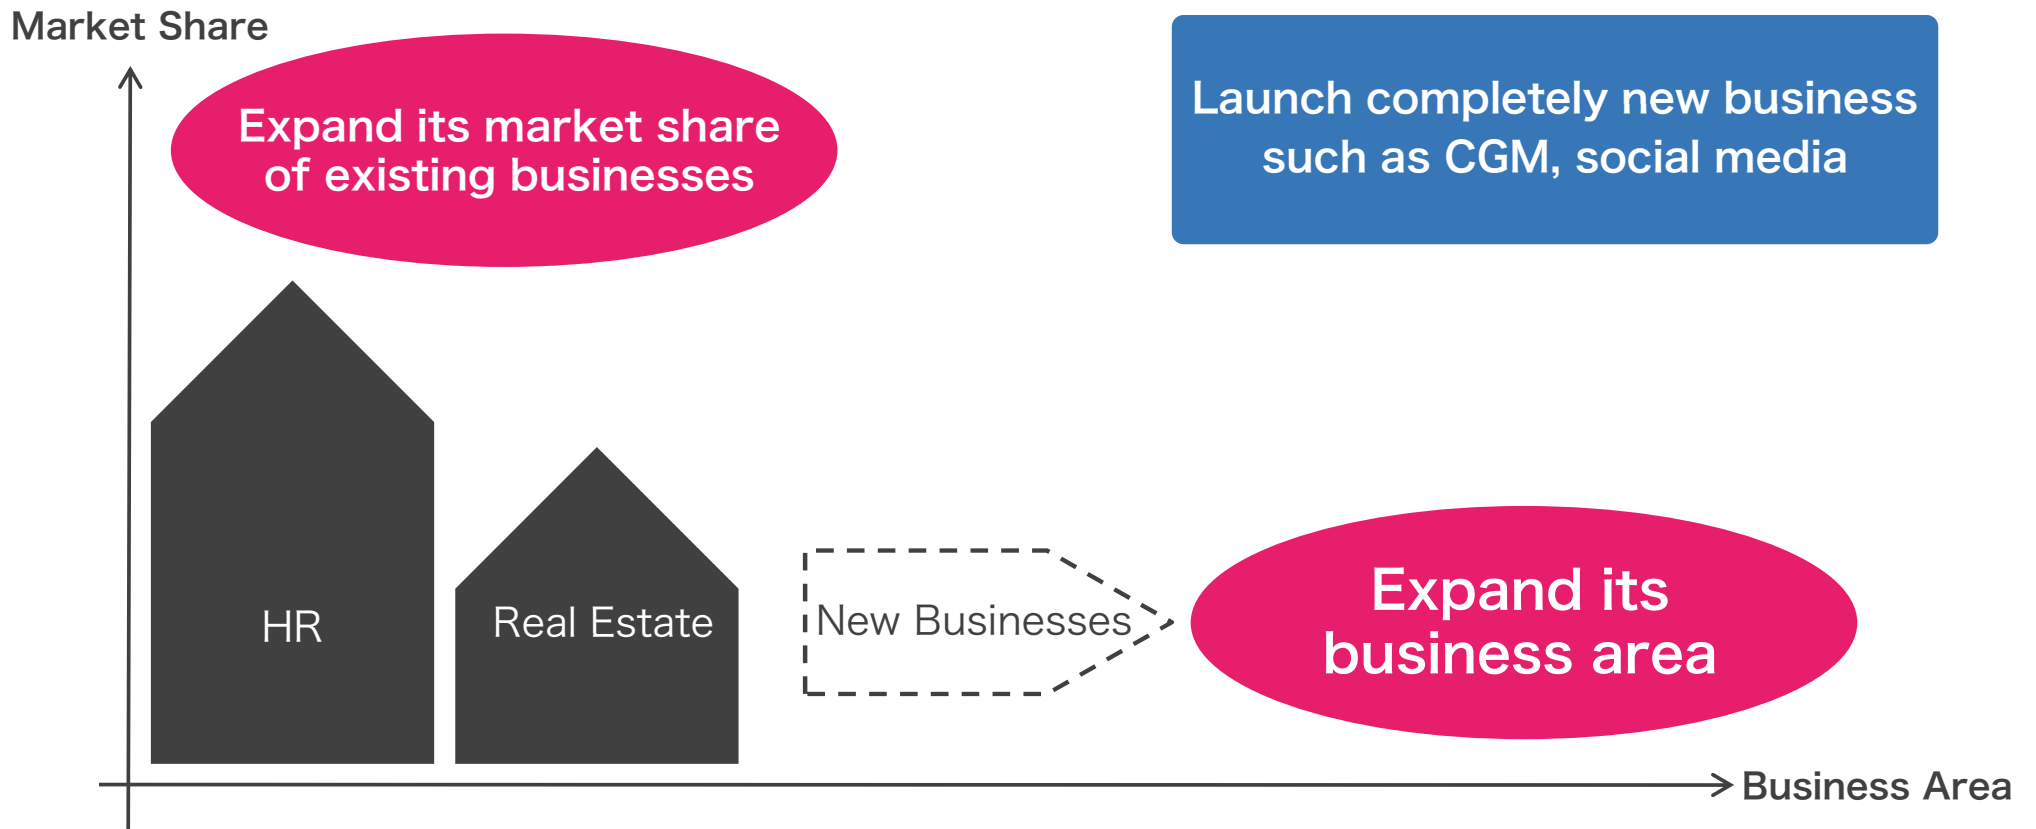 Market Share
Expand its market share
of existing businesses
Launch completely new business
such as CGM, social media
HR
Real Estate
New Businesses
Expand its
business area
Business Area